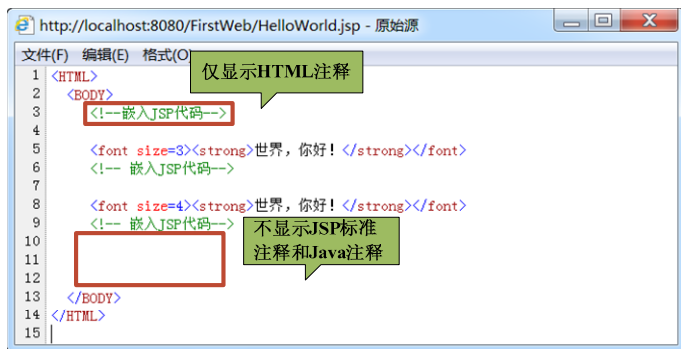 http://localhost:8080/FirstWeb/HelloWorld.jsp - 原始源
文件(F) 编辑(E) 格式(O)
仅显示HTML注释
1 <HTML>
2 <BODY>
3 <!--嵌入JSP代码-->
4
5 <font size=3><strong>世界，你好！</strong></font>
6 <!-- 嵌入JSP代码-->
7
8 <font size=4><strong>世界，你好！</strong></font>
9 <!-- 嵌入JSP代码-->
不显示JSP标准
注释和Java注释
10
11
12
13 </BODY>
14 </HTML>
15